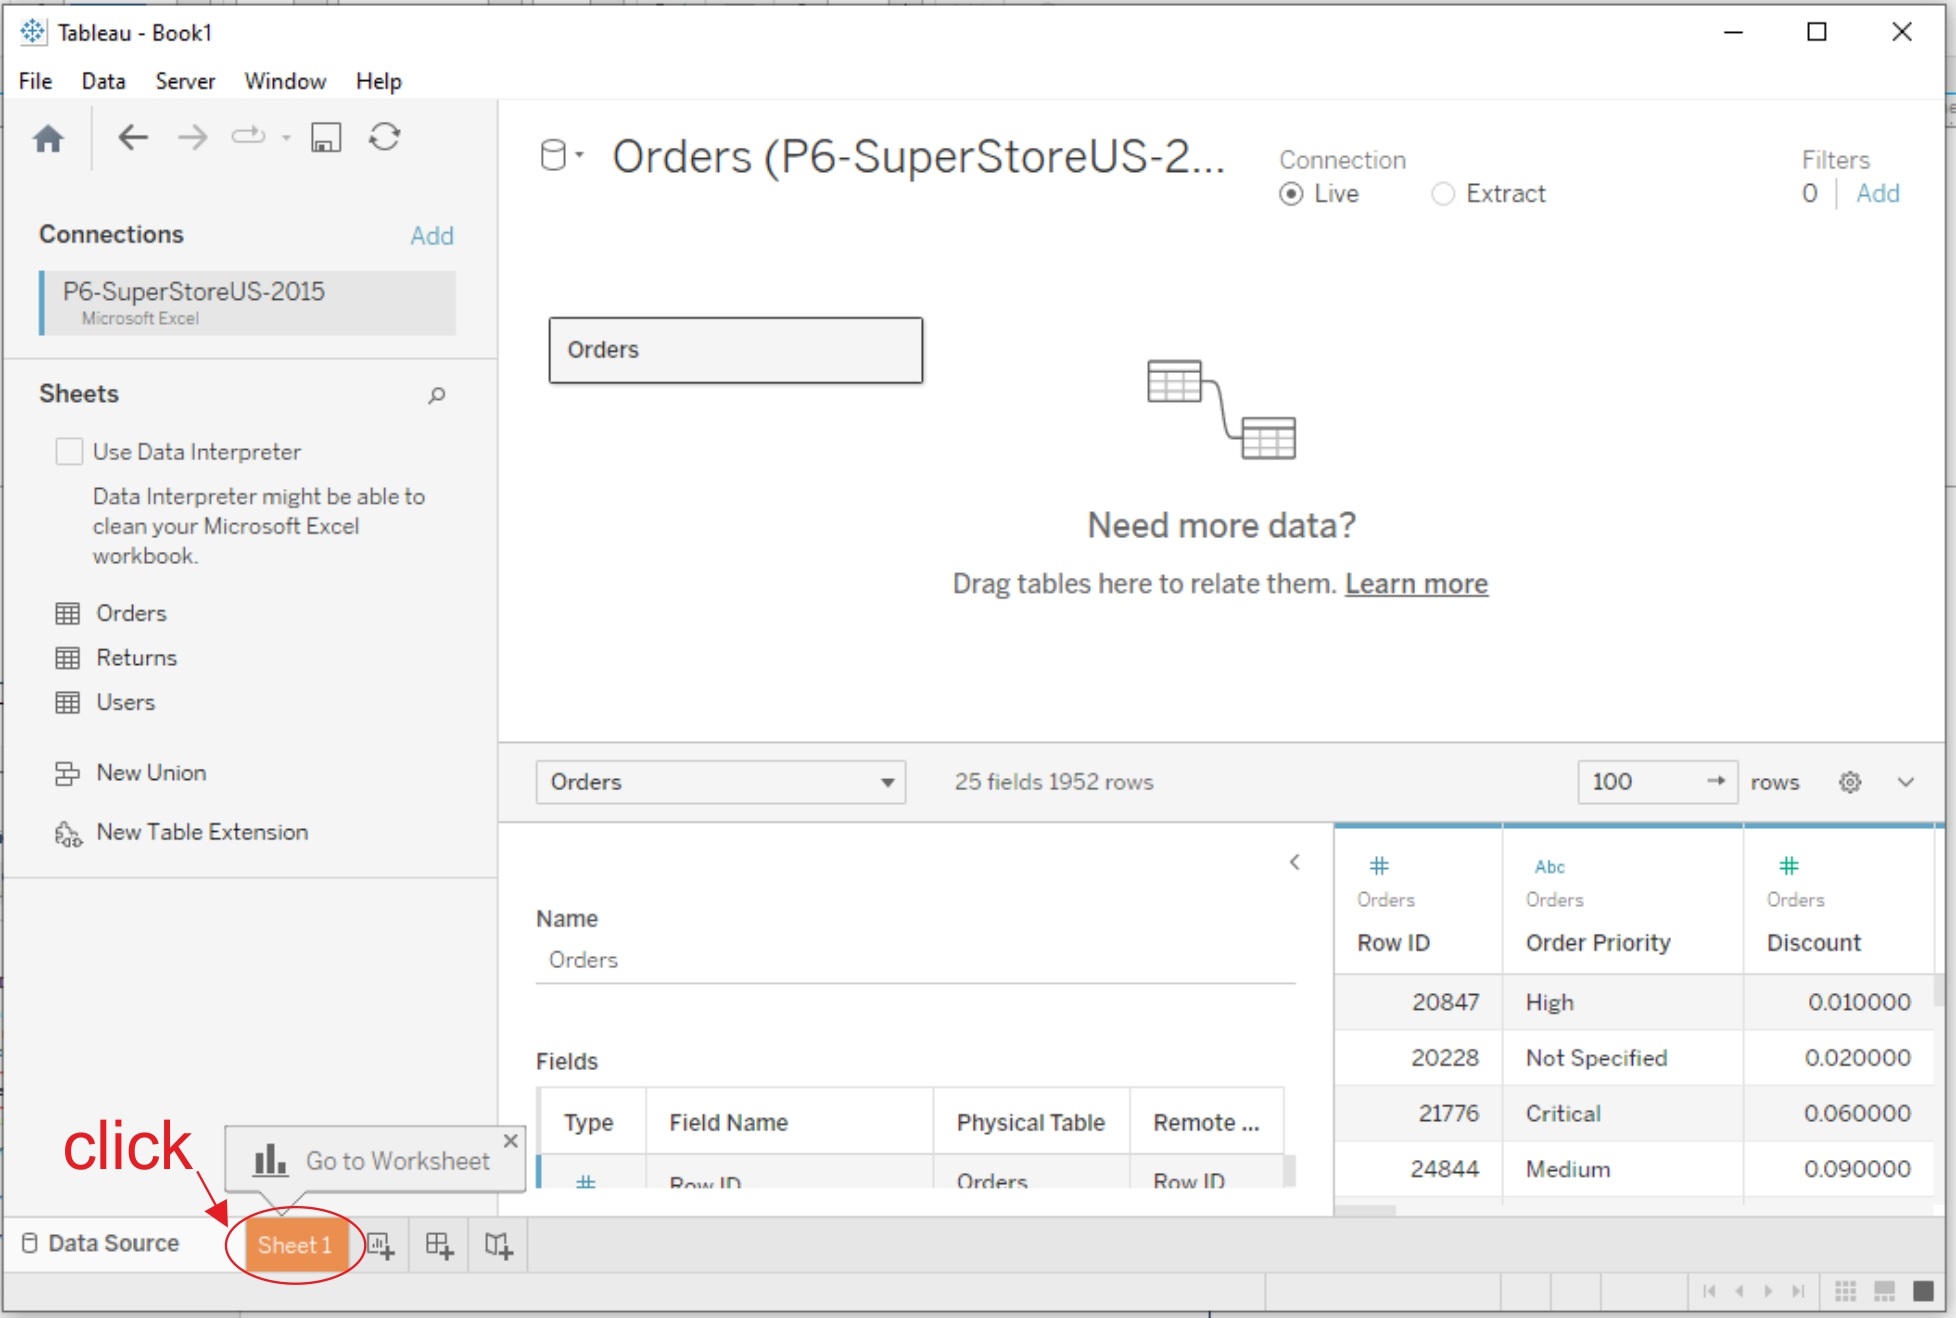 Tableau - Book1
File Data Server Window Help
Orders (P6-SuperStoreUS-2...
Connection
Live Extract
Filters
0 Add
Connections Add
P6-SuperStoreUS-2015
Microsoft Excel
Sheets
Use Data Interpreter
Data Interpreter might be able to
clean your Microsoft Excel
workbook.
Orders
Returns
Users
New Union
New Table Extension
Orders
Need more data?
Drag tables here to relate them. Learn more
Orders 25 fields 1952 rows 100 rows
Name
Orders
Fields
Type Field Name Physical Table Remote ...
# Row ID Orders Row ID
# Abc #
Orders Orders Orders
Row ID Order Priority Discount
20847 High 0.010000
20228 Not Specified 0.020000
21776 Critical 0.060000
24844 Medium 0.090000
click
Go to Worksheet
Data Source Sheet 1